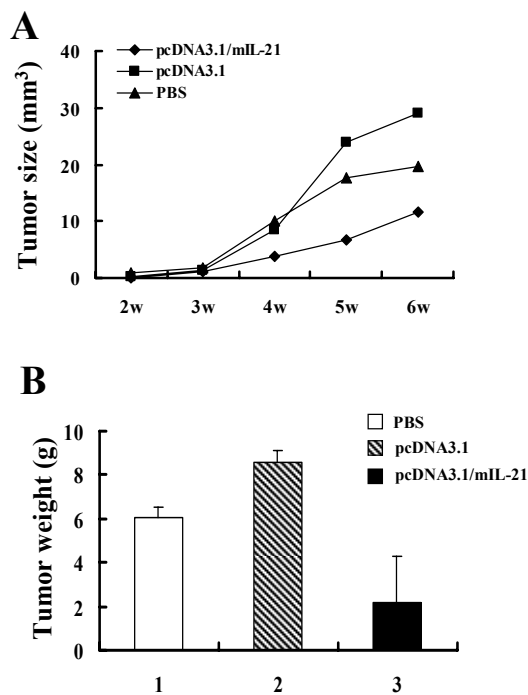 A
pcDNA3.1/mIL-21
pcDNA3.1
PBS
Tumor size (mm³)
40
30
20
10
0
2w 3w 4w 5w 6w
B
PBS
pcDNA3.1
pcDNA3.1/mIL-21
Tumor weight (g)
10
8
6
4
2
0
1 2 3